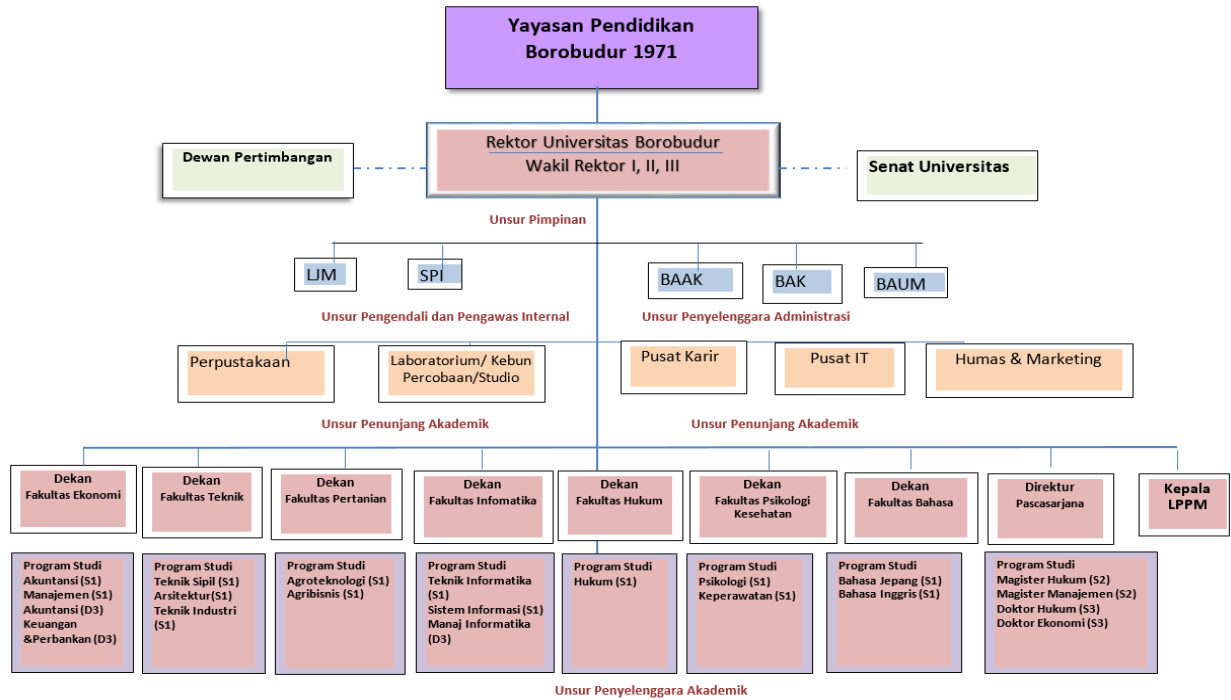 Yayasan Pendidikan
Borobudur 1971
Rektor Universitas Borobudur
Wakil Rektor I, II, III
Dewan Pertimbangan
Senat Universitas
Unsur Pimpinan
LJM
SPI
BAAK
BAK
BAUM
Unsur Pengendali dan Pengawas Internal
Unsur Penyelenggara Administrasi
Perpustakaan
Laboratorium/ Kebun
Percobaan/Studio
Pusat Karir
Pusat IT
Humas & Marketing
Unsur Penunjang Akademik
Unsur Penunjang Akademik
Dekan
Fakultas Ekonomi
Dekan
Fakultas Teknik
Dekan
Fakultas Pertanian
Dekan
Fakultas Infomatika
Dekan
Fakultas Hukum
Dekan
Fakultas Psikologi
Kesehatan
Dekan
Fakultas Bahasa
Direktur
Pascasarjana
Kepala
LPPM
Program Studi
Akuntansi (S1)
Manajemen (S1)
Akuntansi (D3)
Keuangan
&Perbankan (D3)
Program Studi
Teknik Sipil (S1)
Arsitektur(S1)
Teknik Industri
(S1)
Program Studi
Agroteknologi (S1)
Agribisnis (S1)
Program Studi
Teknik Informatika
(S1)
Sistem Informasi (S1)
Manaj Informatika
(D3)
Program Studi
Hukum (S1)
Program Studi
Psikologi (S1)
Keperawatan (S1)
Program Studi
Bahasa Jepang (S1)
Bahasa Inggris (S1)
Program Studi
Magister Hukum (S2)
Magister Manajemen (S2)
Doktor Hukum (S3)
Doktor Ekonomi (S3)
Unsur Penyelenggara Akademik